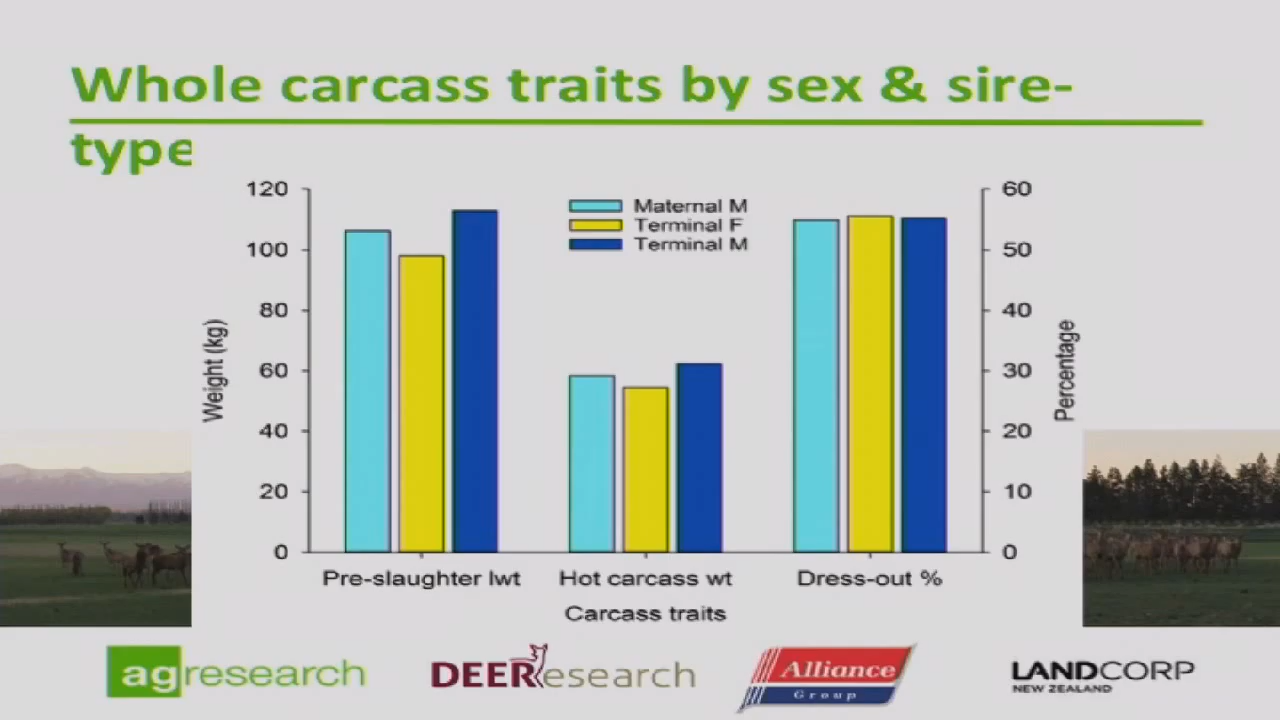 Whole carcass traits by sex & sire-
type
120
100
80
60
40
20
0
Weight (kg)
Maternal M
Terminal F
Terminal M
60
50
40
30
20
10
0
Percentage
Pre-slaughter lwt
Hot carcass wt
Dress-out %
Carcass traits
agresearch
DEEResearch
Alliance
Group
LANDCORP
NEW ZEALAND